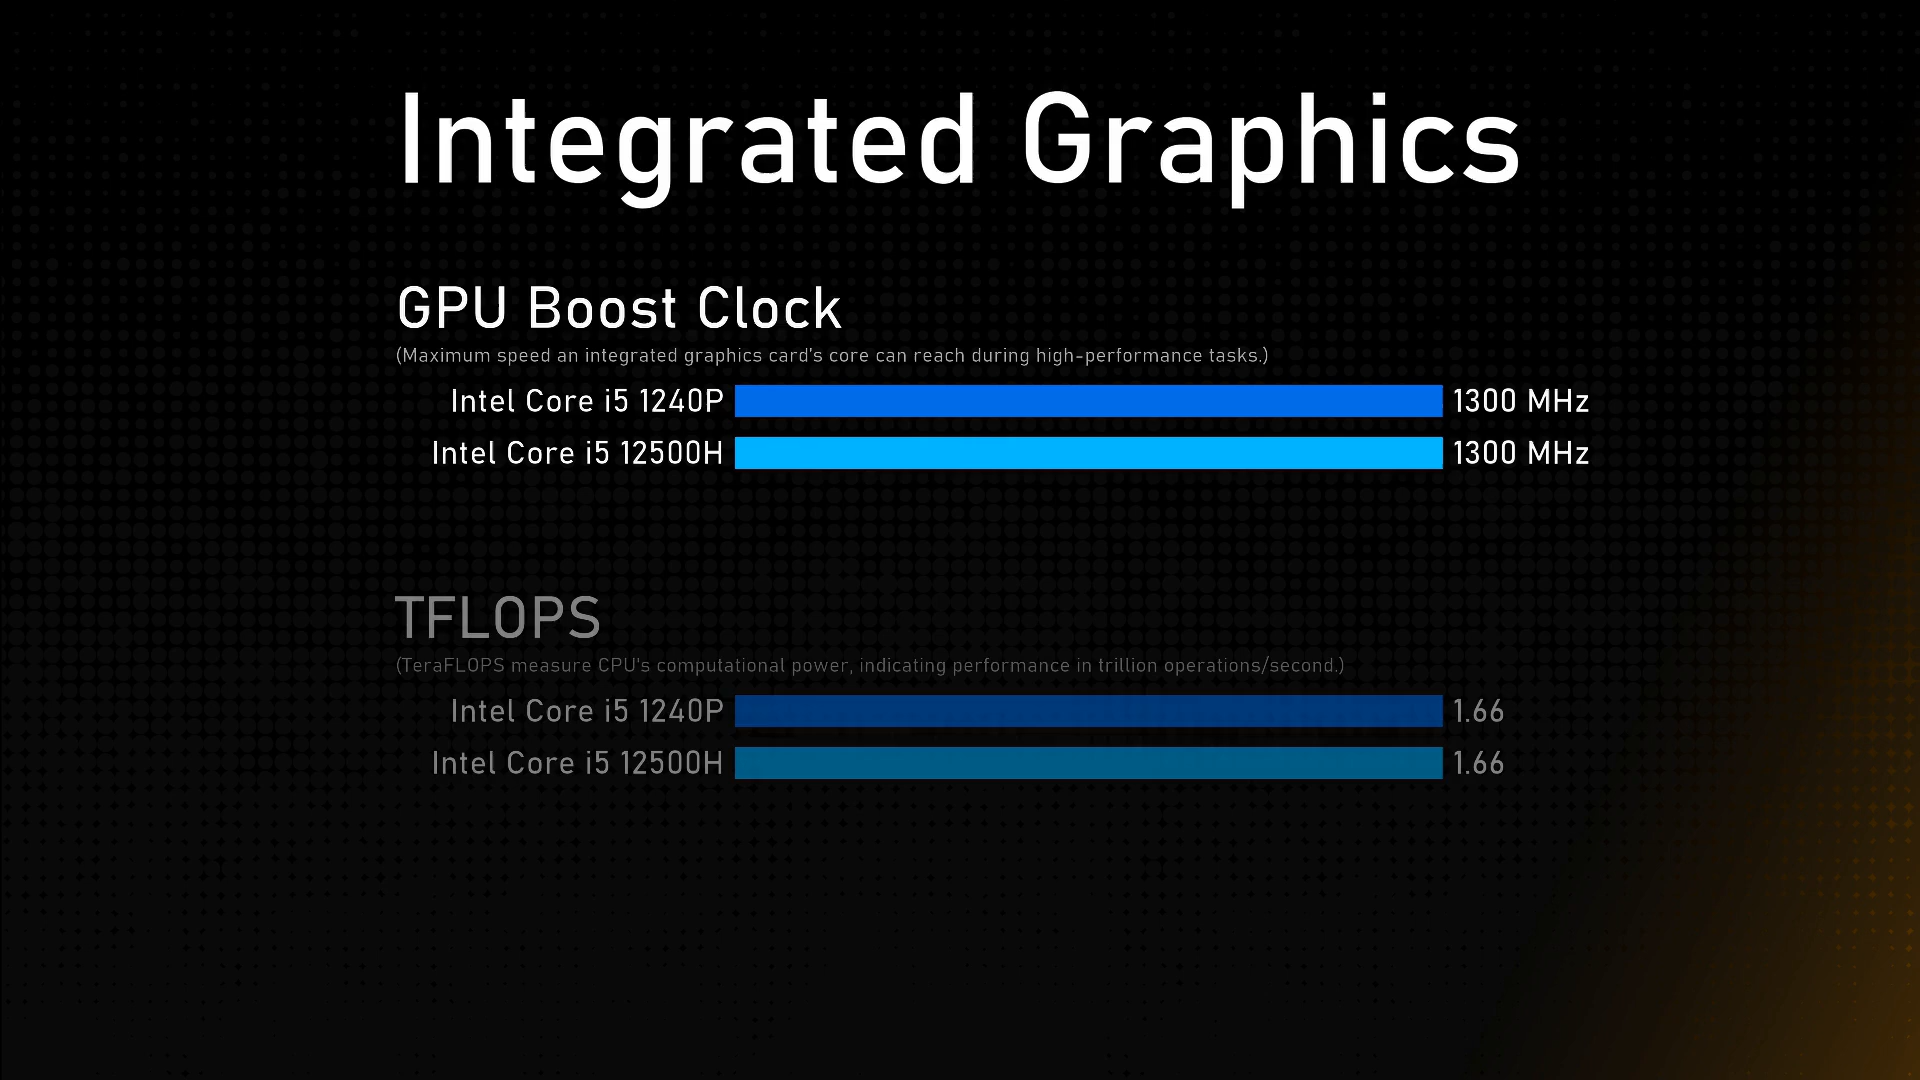 Integrated Graphics
GPU Boost Clock
(Maximum speed an integrated graphics card's core can reach during high-performance tasks.)
Intel Core i5 1240P 1300 MHz
Intel Core i5 12500H 1300 MHz
TFLOPS
(TeraFLOPS measure CPU's computational power, indicating performance in trillion operations/second.)
Intel Core i5 1240P 1.66
Intel Core i5 12500H 1.66